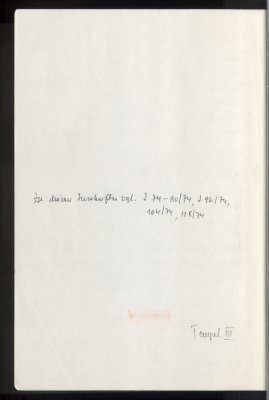 Zu diesen Inschriften vgl. I 74-80/74, I 96/74,
104/74, 118/74
Tempel III